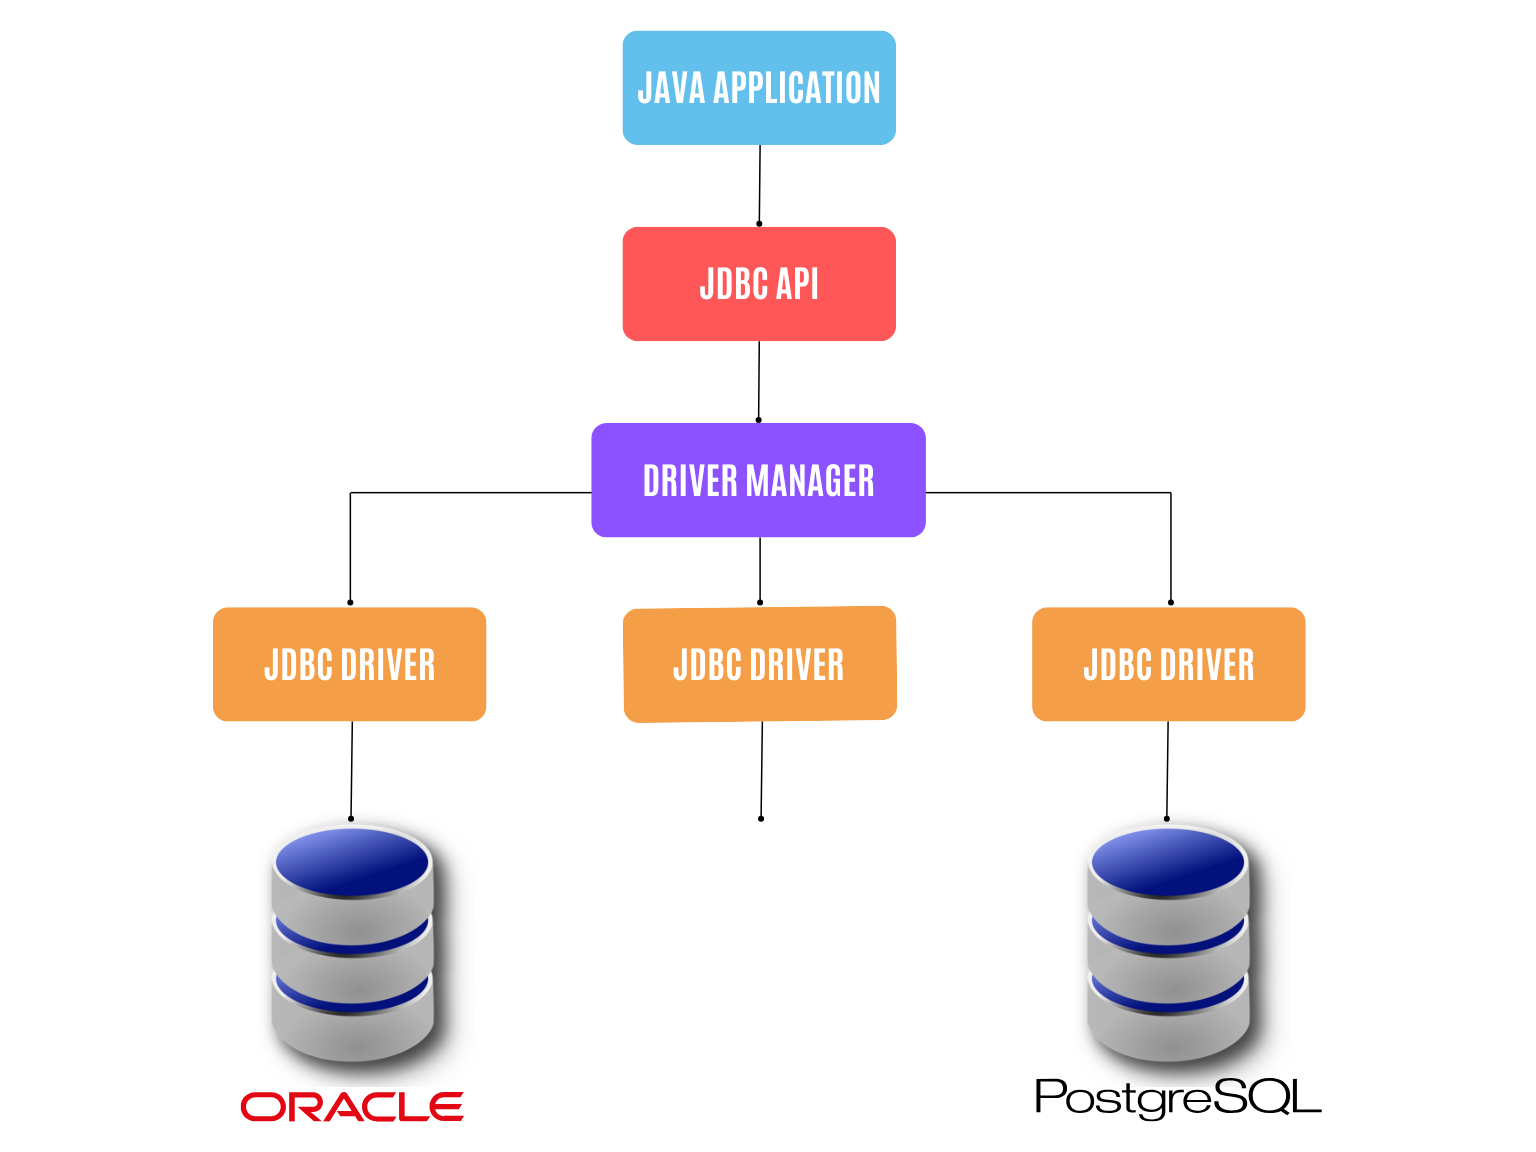 JAVA APPLICATION
JDBC API
DRIVER MANAGER
JDBC DRIVER
JDBC DRIVER
JDBC DRIVER
ORACLE
PostgreSQL